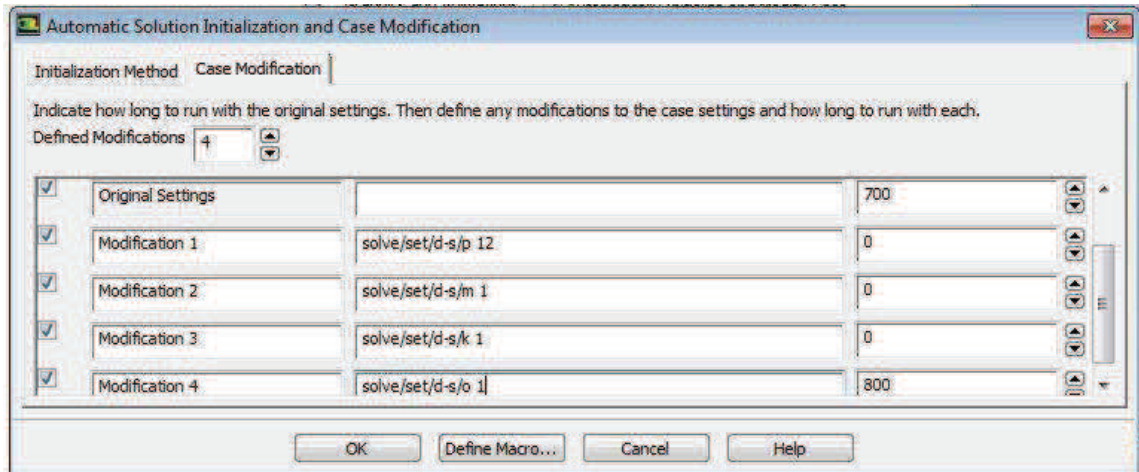 Automatic Solution Initialization and Case Modification
Initialization Method Case Modification
Indicate how long to run with the original settings. Then define any modifications to the case settings and how long to run with each.
Defined Modifications 4
Original Settings 700
Modification 1 solve/set/d-s/p 12 0
Modification 2 solve/set/d-s/m 1 0
Modification 3 solve/set/d-s/k 1 0
Modification 4 solve/set/d-s/o 1 800
OK Define Macro... Cancel Help